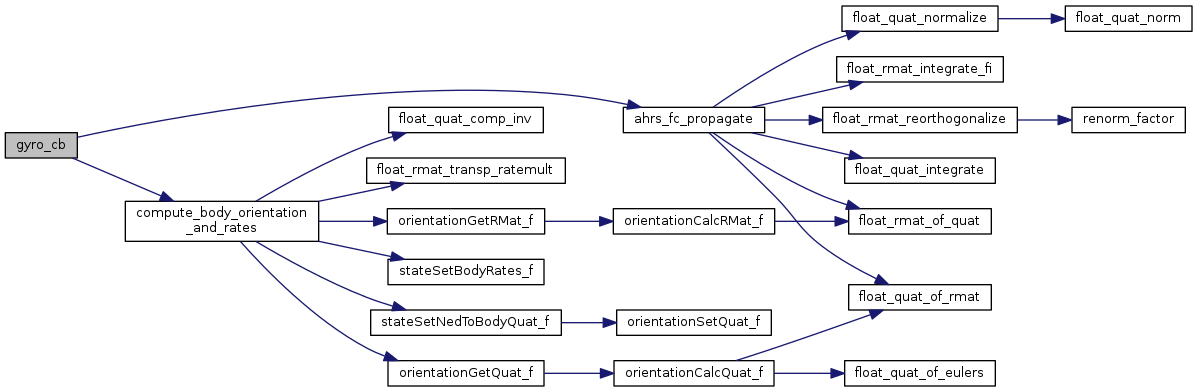 float_quat_normalize
float_quat_norm
float_rmat_integrate_fi
float_quat_comp_inv
ahrs_fc_propagate
float_rmat_reorthogonalize
renorm_factor
gyro_cb
float_rmat_transp_ratemult
float_quat_integrate
compute_body_orientation
_and_rates
orientationGetRMat_f
orientationCalcRMat_f
float_rmat_of_quat
stateSetBodyRates_f
float_quat_of_rmat
stateSetNedToBodyQuat_f
orientationSetQuat_f
orientationGetQuat_f
orientationCalcQuat_f
float_quat_of_eulers